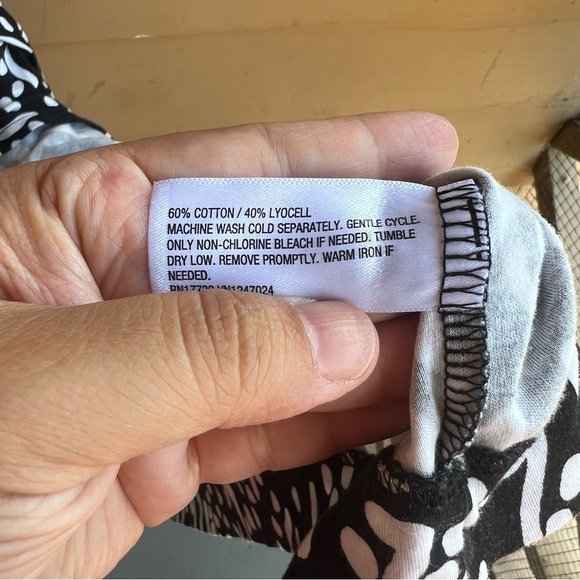 60% COTTON / 40% LYOCELL
MACHINE WASH COLD SEPARATELY. GENTLE CYCLE.
ONLY NON-CHLORINE BLEACH IF NEEDED. TUMBLE
DRY LOW. REMOVE PROMPTLY. WARM IRON IF
NEEDED.